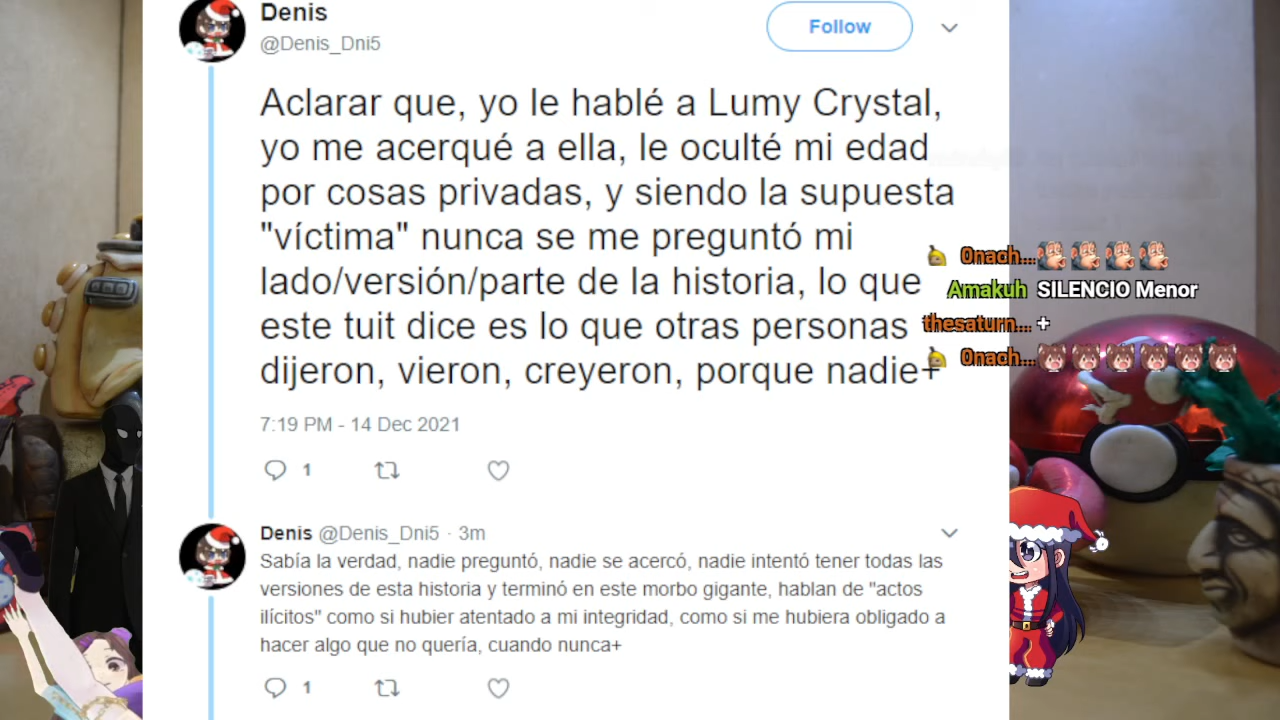 Denis
@Denis_Dni5
Follow
Aclarar que, yo le hablé a Lumy Crystal,
yo me acerqué a ella, le oculté mi edad
por cosas privadas, y siendo la supuesta
"víctima" nunca se me preguntó mi
lado/versión/parte de la historia, lo que
este tuit dice es lo que otras personas
dijeron, vieron, creyeron, porque nadie+
7:19 PM - 14 Dec 2021
1
Denis @Denis_Dni5 · 3m
Sabía la verdad, nadie preguntó, nadie se acercó, nadie intentó tener todas las
versiones de esta historia y terminó en este morbo gigante, hablan de "actos
ilícitos" como si hubier atentado a mi integridad, como si me hubiera obligado a
hacer algo que no quería, cuando nunca+
1
0nach...
Amakuh SILENCIO Menor
thesaturn... +
0nach...